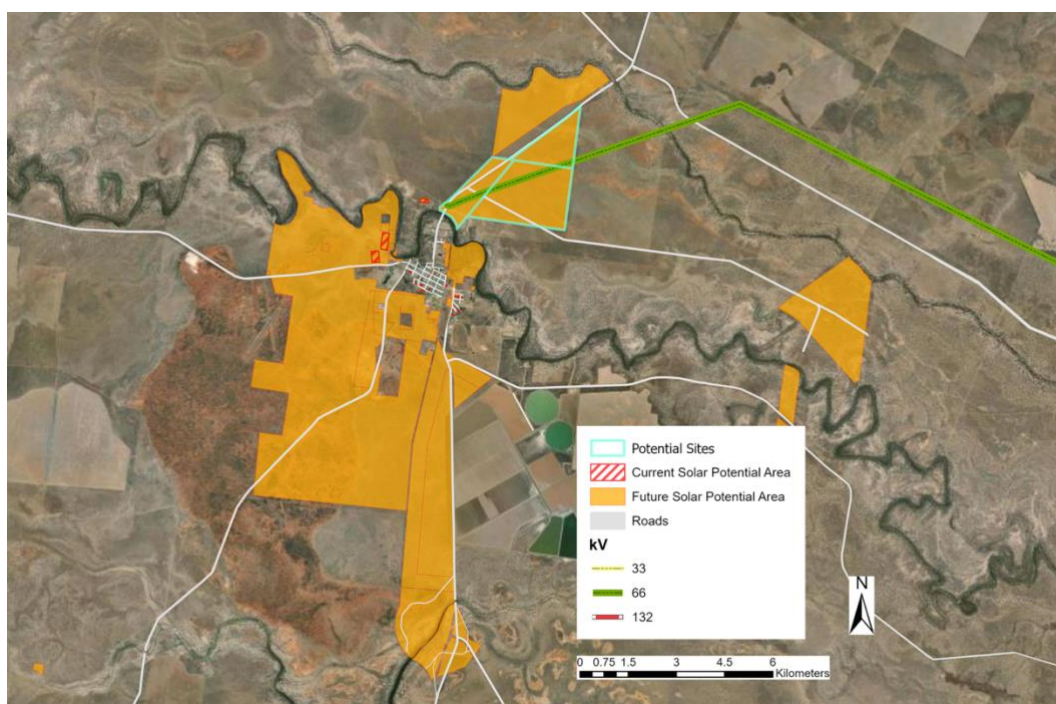 Potential Sites
Current Solar Potential Area
Future Solar Potential Area
Roads
kV
33
66
132
N
0 0.75 1.5 3 4.5 6
Kilometers